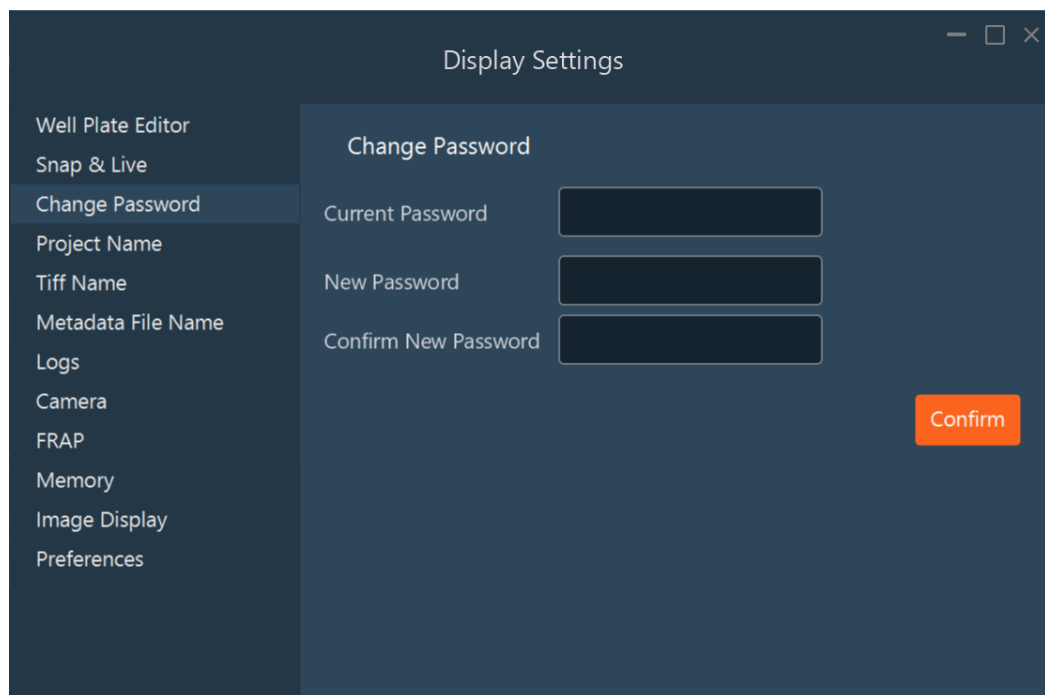 Display Settings
Well Plate Editor
Snap & Live
Change Password
Project Name
Tiff Name
Metadata File Name
Logs
Camera
FRAP
Memory
Image Display
Preferences
Change Password
Current Password
New Password
Confirm New Password
Confirm